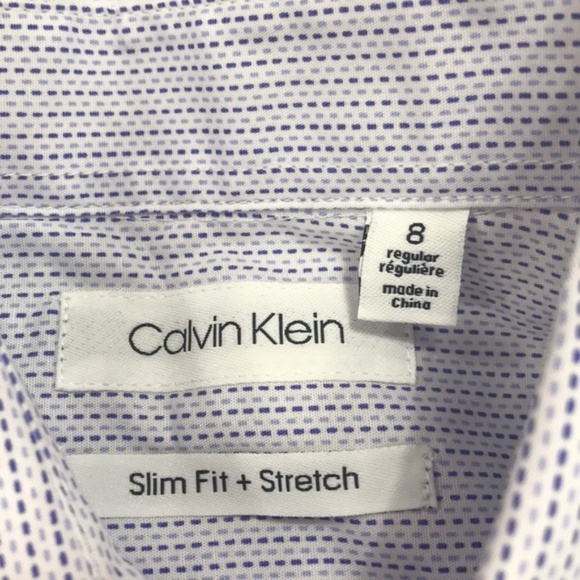 8
regular
régulière
made in
China
Calvin Klein
Slim Fit + Stretch